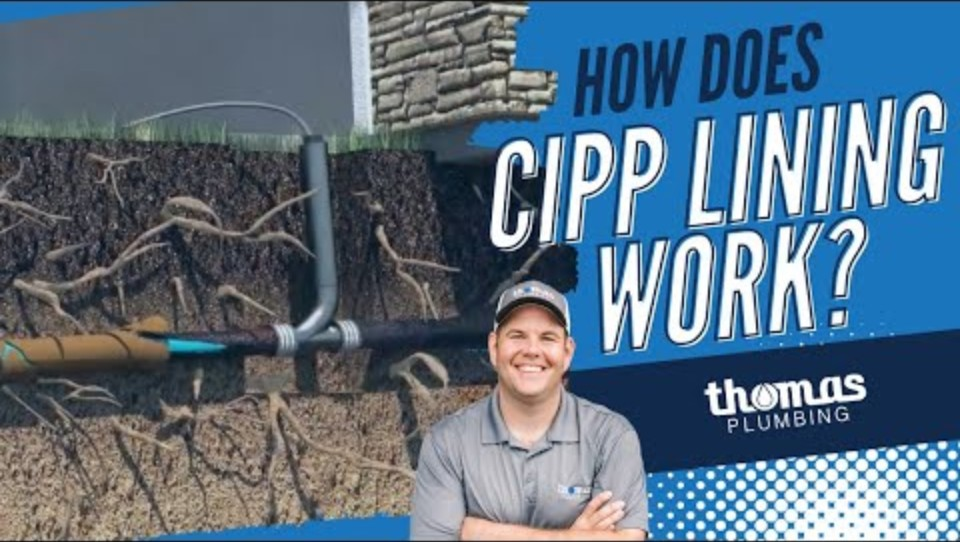 HOW DOES
CIPP LINING
WORK?
thomas
PLUMBING